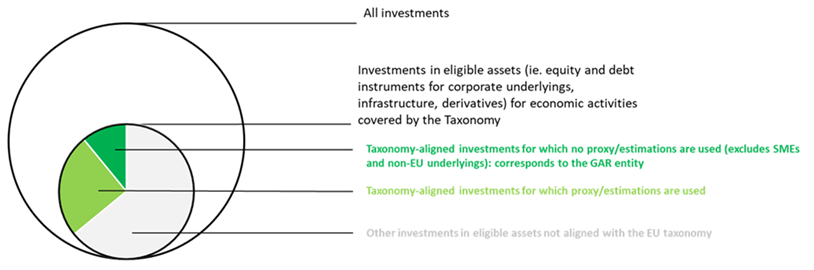 All investments
Investments in eligible assets (ie. equity and debt
instruments for corporate underlyings,
infrastructure, derivatives) for economic activities
covered by the Taxonomy
Taxonomy-aligned investments for which no proxy/estimations are used (excludes SMEs
and non-EU underlyings): corresponds to the GAR entity
Taxonomy-aligned investments for which proxy/estimations are used
Other investments in eligible assets not aligned with the EU taxonomy